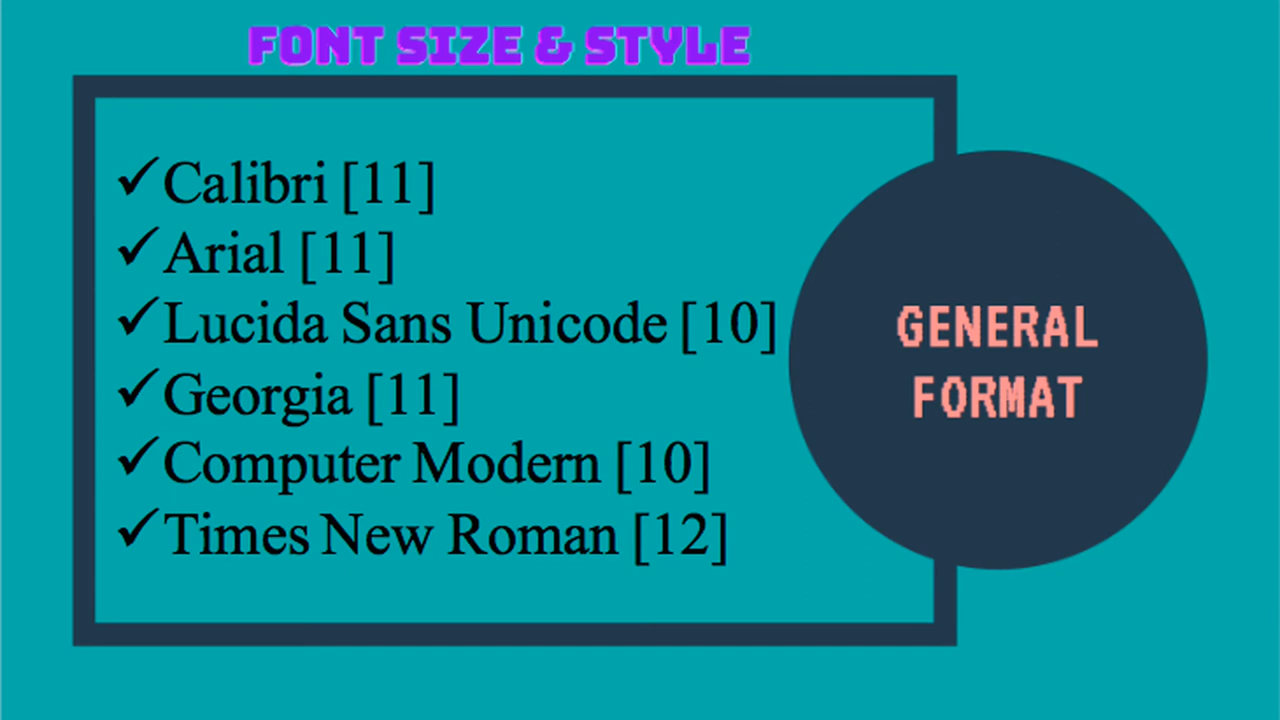 FONT SIZE & STYLE
✓Calibri [11]
✓Arial [11]
✓Lucida Sans Unicode [10]
✓Georgia [11]
✓Computer Modern [10]
✓Times New Roman [12]
GENERAL
FORMAT